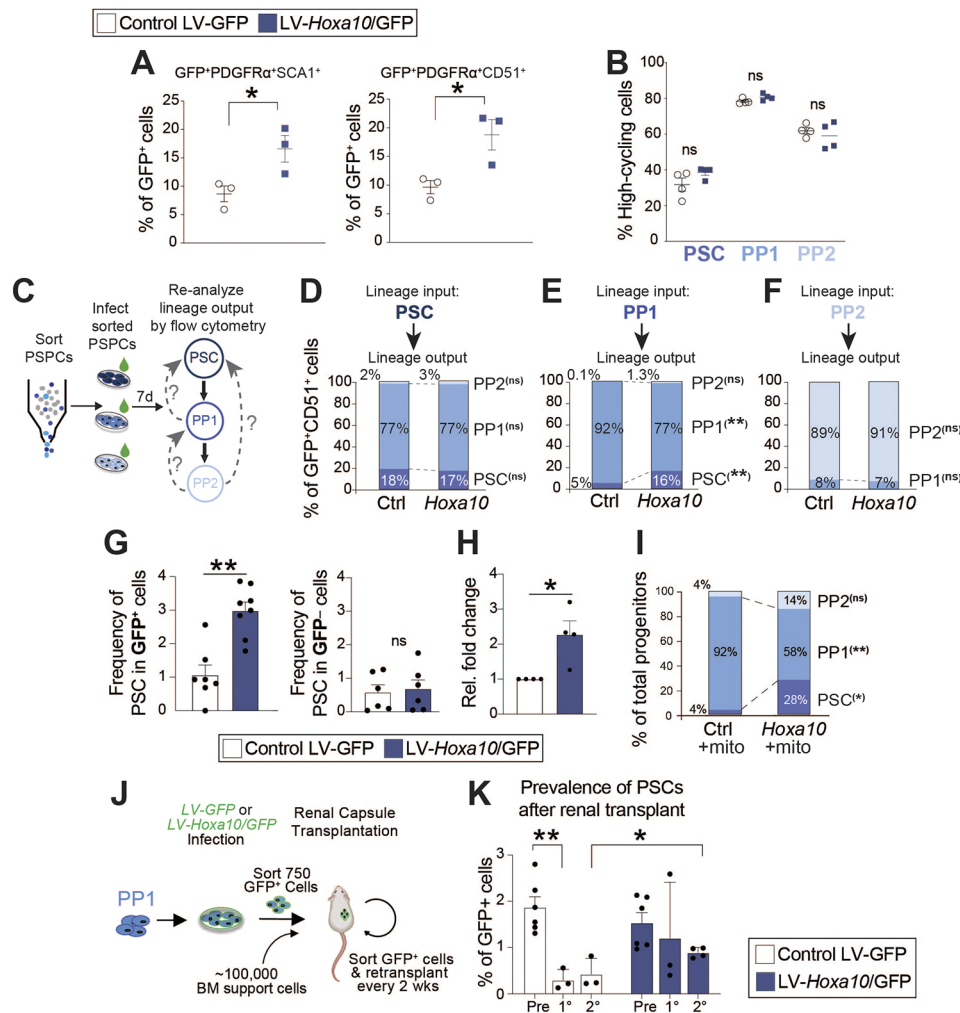 Control LV-GFP LV-Hoxa10/GFP
A
GFP⁺PDGFRα⁺SCA1⁺
*
% of GFP⁺ cells
25
20
15
10
5
0
GFP⁺PDGFRα⁺CD51⁺
*
% of GFP⁺ cells
25
20
15
10
5
0
B
% High-cycling cells
100
80
60
40
20
0
ns
ns
ns
PSC PP1 PP2
C
Sort
PSPCs
Infect
sorted
PSPCs
7d
Re-analyze
lineage output
by flow cytometry
PSC
PP1
PP2
?
?
?
D
Lineage input:
PSC
Lineage output
% of GFP⁺CD51⁺ cells
100
80
60
40
20
0
2% 3%
77% 77%
18% 17%
PP2(ns)
PP1(ns)
PSC(ns)
Ctrl Hoxa10
E
Lineage input:
PP1
Lineage output
100
80
60
40
20
0
0.1% 1.3%
92% 77%
5% 16%
PP2(ns)
PP1(**)
PSC(**)
Ctrl Hoxa10
F
Lineage input:
PP2
Lineage output
100
80
60
40
20
0
89% 91%
8% 7%
PP2(ns)
PP1(ns)
Ctrl Hoxa10
G
Frequency of
PSC in GFP⁺ cells
4
3
2
1
0
**
Frequency of
PSC in GFP⁻ cells
4
3
2
1
0
ns
H
Rel. fold change
4
3
2
1
0
*
I
% of total progenitors
100
80
60
40
20
0
4%
92%
4%
14%
58%
28%
PP2(ns)
PP1(**)
PSC(*)
Ctrl
+mito
Hoxa10
+mito
Control LV-GFP LV-Hoxa10/GFP
J
PP1
LV-GFP or
LV-Hoxa10/GFP
Infection
Sort 750
GFP⁺ Cells
~100,000
BM support cells
Renal Capsule
Transplantation
Sort GFP⁺ cells
& retransplant
every 2 wks
K
Prevalence of PSCs
after renal transplant
% of GFP+ cells
3
2
1
0
**
*
Pre 1° 2° Pre 1° 2°
Control LV-GFP
LV-Hoxa10/GFP